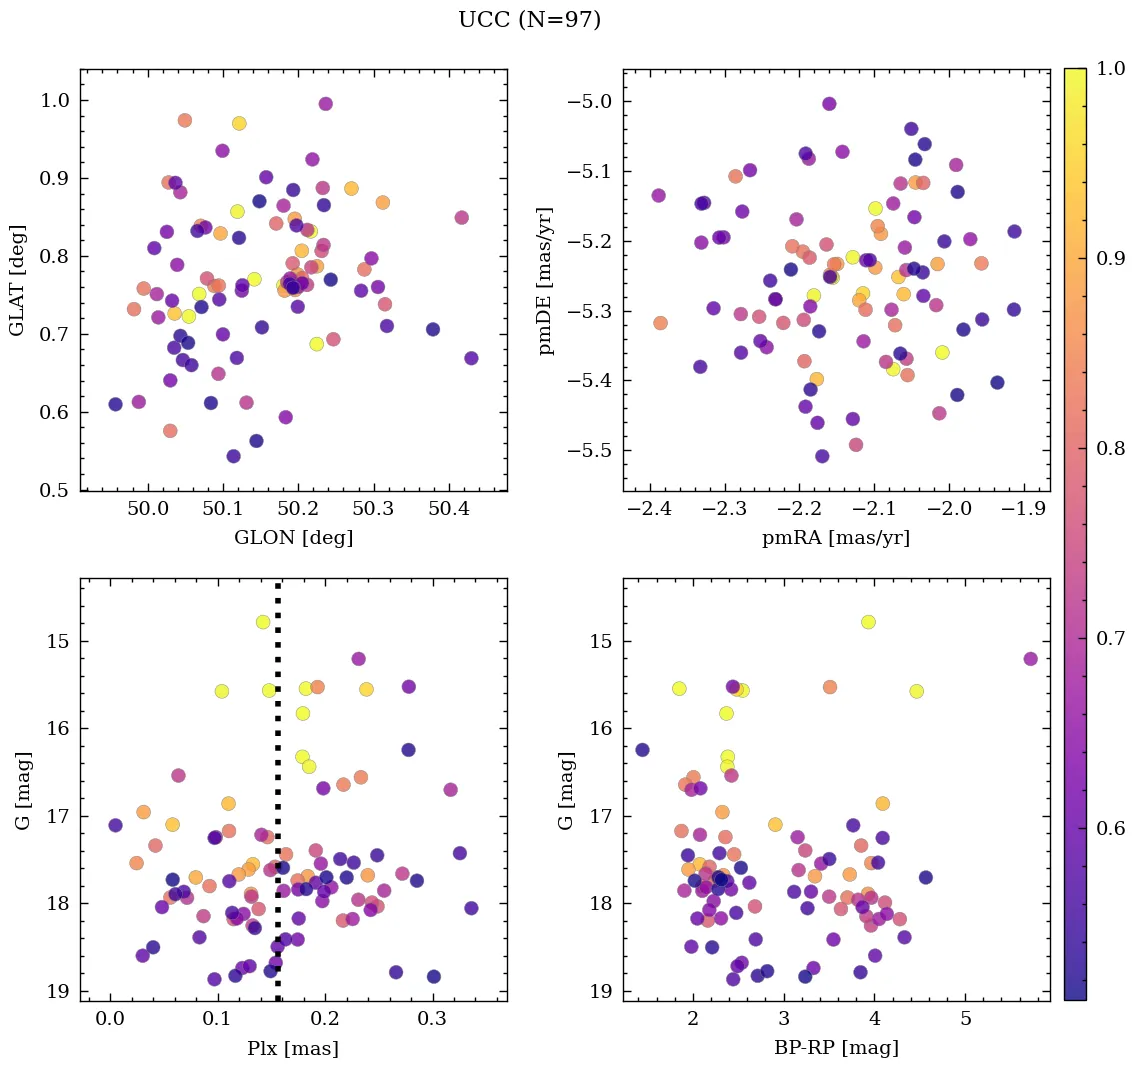 UCC (N=97)
1.0
0.9
0.8
0.7
0.6
0.5
GLAT [deg]
50.0 50.1 50.2 50.3 50.4
GLON [deg]
−5.0
−5.1
−5.2
−5.3
−5.4
−5.5
pmDE [mas/yr]
−2.4 −2.3 −2.2 −2.1 −2.0 −1.9
pmRA [mas/yr]
1.0
0.9
0.8
0.7
0.6
15
16
17
18
19
G [mag]
0.0 0.1 0.2 0.3
Plx [mas]
15
16
17
18
19
G [mag]
2 3 4 5
BP-RP [mag]